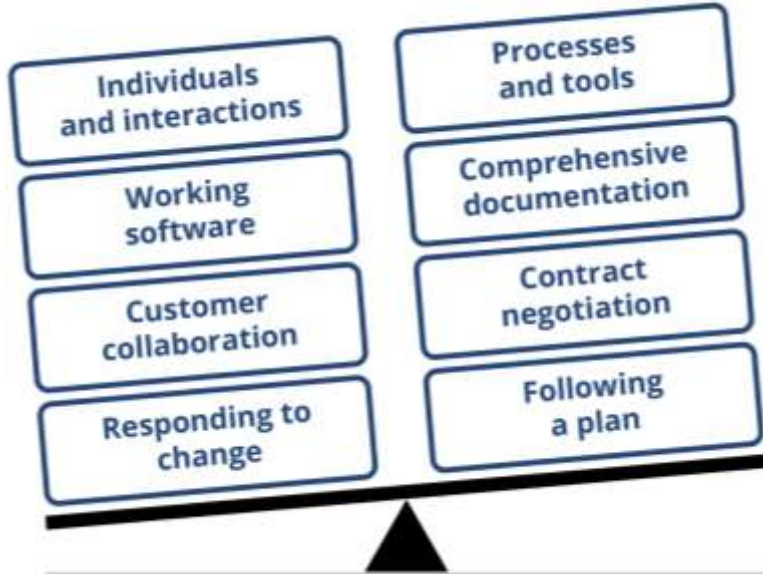 Individuals
and interactions
Working
software
Customer
collaboration
Responding to
change
Processes
and tools
Comprehensive
documentation
Contract
negotiation
Following
a plan